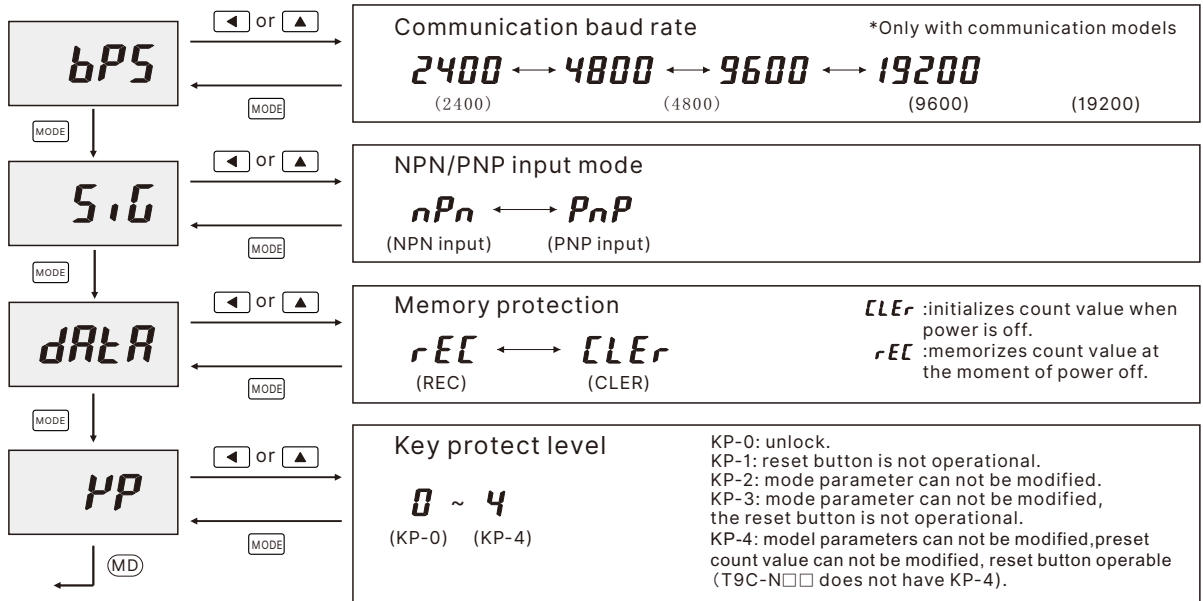 bPS
or
MODE
MODE
Communication baud rate
*Only with communication models
2400 4800 9600 19200
(2400) (4800) (9600) (19200)
SiG
or
MODE
MODE
NPN/PNP input mode
nPn PnP
(NPN input) (PNP input)
dAtA
or
MODE
MODE
Memory protection
rEC CLEr
(REC) (CLER)
CLEr :initializes count value when
power is off.
rEC :memorizes count value at
the moment of power off.
KP
or
MODE
MD
Key protect level
0 ~ 4
(KP-0) (KP-4)
KP-0: unlock.
KP-1: reset button is not operational.
KP-2: mode parameter can not be modified.
KP-3: mode parameter can not be modified,
the reset button is not operational.
KP-4: model parameters can not be modified,preset
count value can not be modified, reset button operable
(T9C-N□□ does not have KP-4).